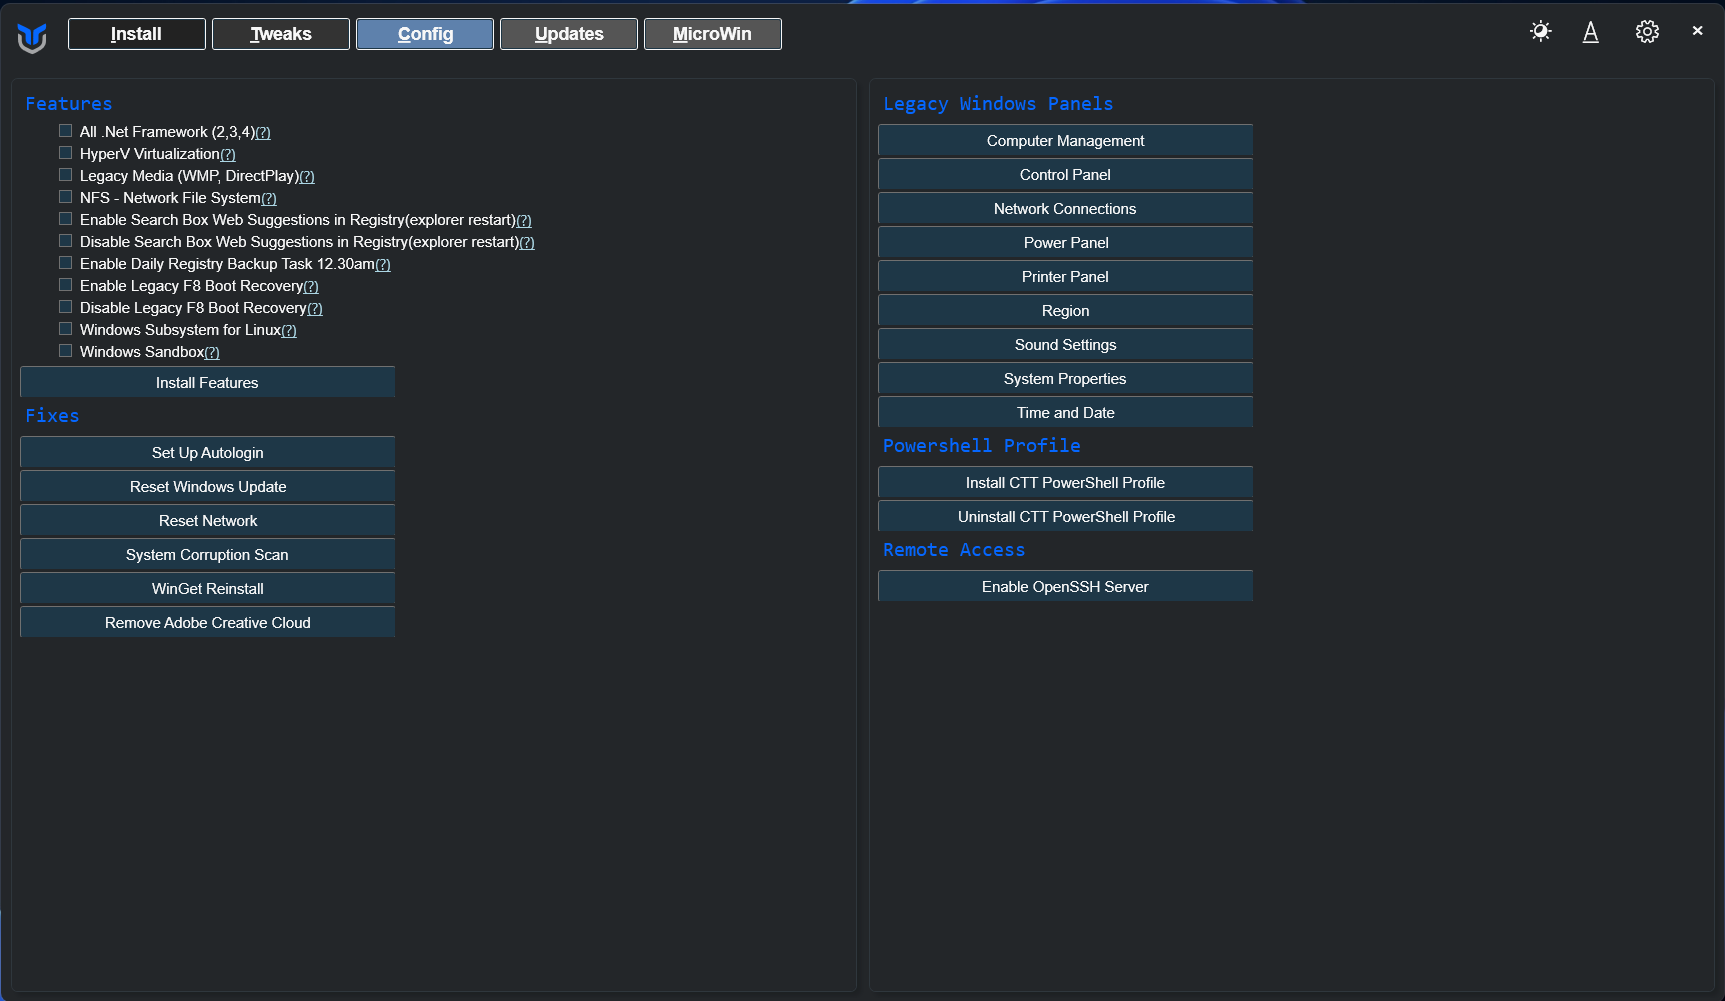 Install
Tweaks
Config
Updates
MicroWin
A
Features
All .Net Framework (2,3,4)(?)
HyperV Virtualization(?)
Legacy Media (WMP, DirectPlay)(?)
NFS - Network File System(?)
Enable Search Box Web Suggestions in Registry(explorer restart)(?)
Disable Search Box Web Suggestions in Registry(explorer restart)(?)
Enable Daily Registry Backup Task 12.30am(?)
Enable Legacy F8 Boot Recovery(?)
Disable Legacy F8 Boot Recovery(?)
Windows Subsystem for Linux(?)
Windows Sandbox(?)
Install Features
Fixes
Set Up Autologin
Reset Windows Update
Reset Network
System Corruption Scan
WinGet Reinstall
Remove Adobe Creative Cloud
Legacy Windows Panels
Computer Management
Control Panel
Network Connections
Power Panel
Printer Panel
Region
Sound Settings
System Properties
Time and Date
Powershell Profile
Install CTT PowerShell Profile
Uninstall CTT PowerShell Profile
Remote Access
Enable OpenSSH Server